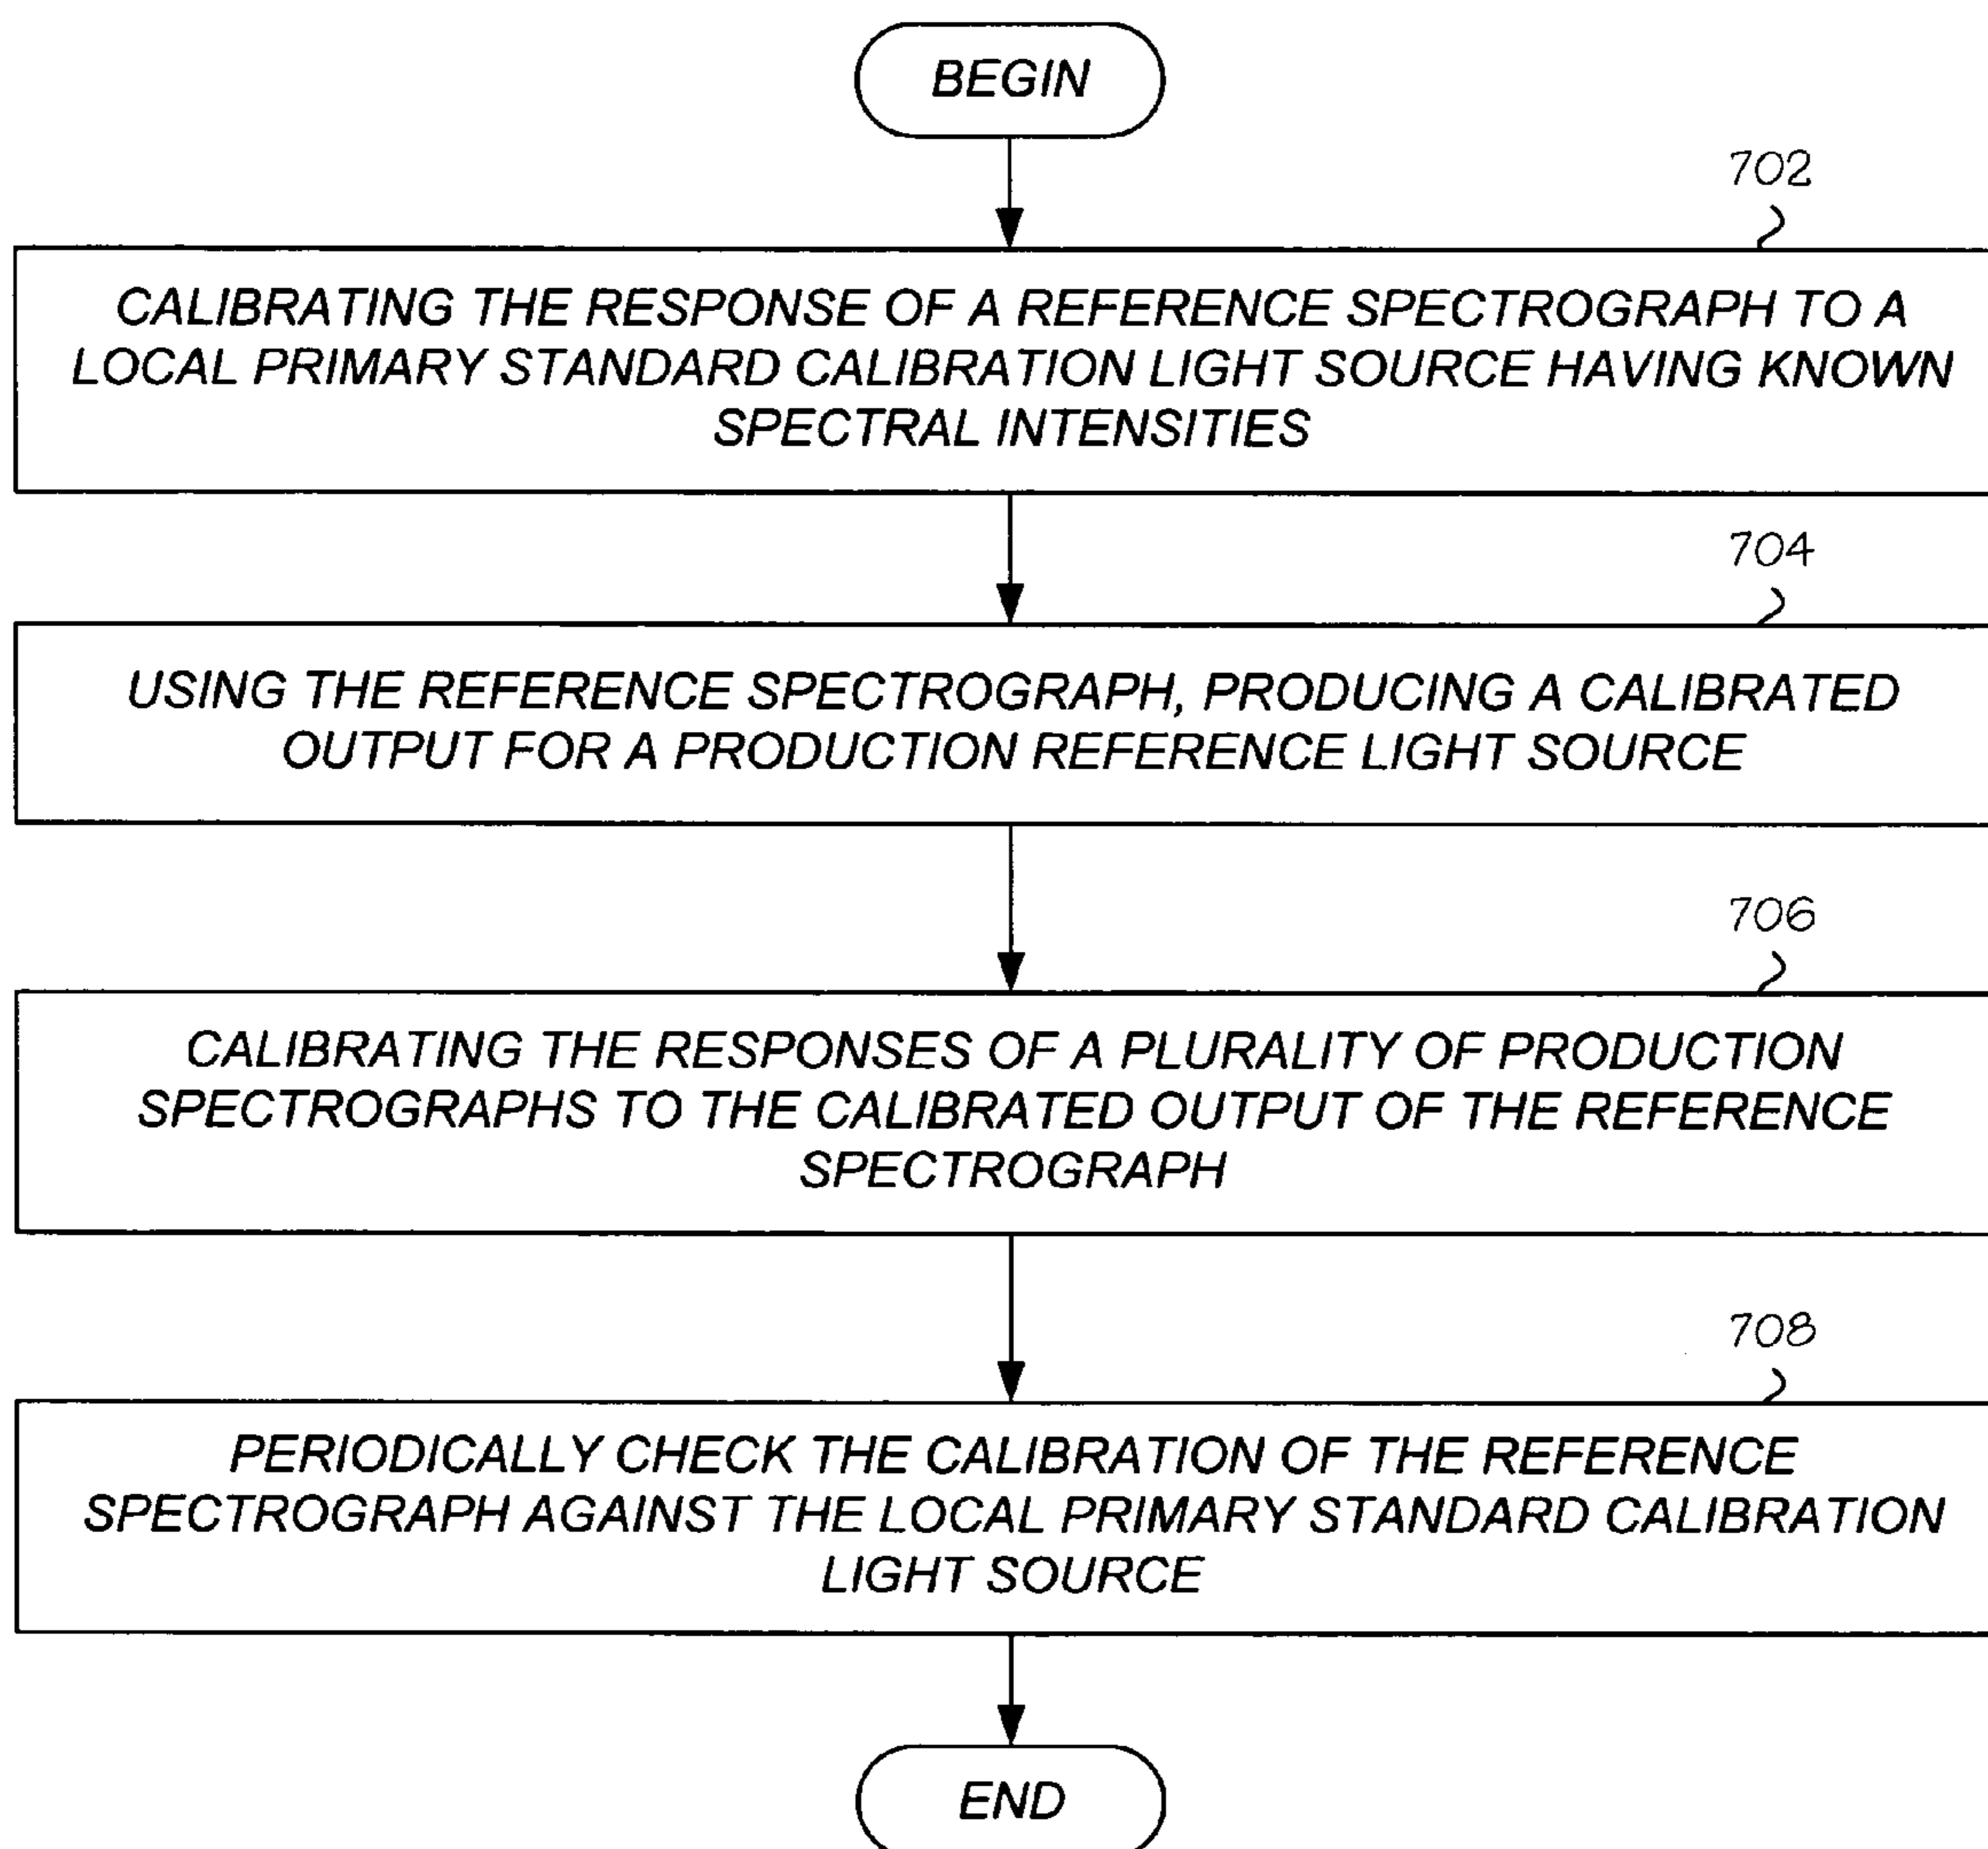 BEGIN
702
CALIBRATING THE RESPONSE OF A REFERENCE SPECTROGRAPH TO A
LOCAL PRIMARY STANDARD CALIBRATION LIGHT SOURCE HAVING KNOWN
SPECTRAL INTENSITIES
704
USING THE REFERENCE SPECTROGRAPH, PRODUCING A CALIBRATED
OUTPUT FOR A PRODUCTION REFERENCE LIGHT SOURCE
706
CALIBRATING THE RESPONSES OF A PLURALITY OF PRODUCTION
SPECTROGRAPHS TO THE CALIBRATED OUTPUT OF THE REFERENCE
SPECTROGRAPH
708
PERIODICALLY CHECK THE CALIBRATION OF THE REFERENCE
SPECTROGRAPH AGAINST THE LOCAL PRIMARY STANDARD CALIBRATION
LIGHT SOURCE
END